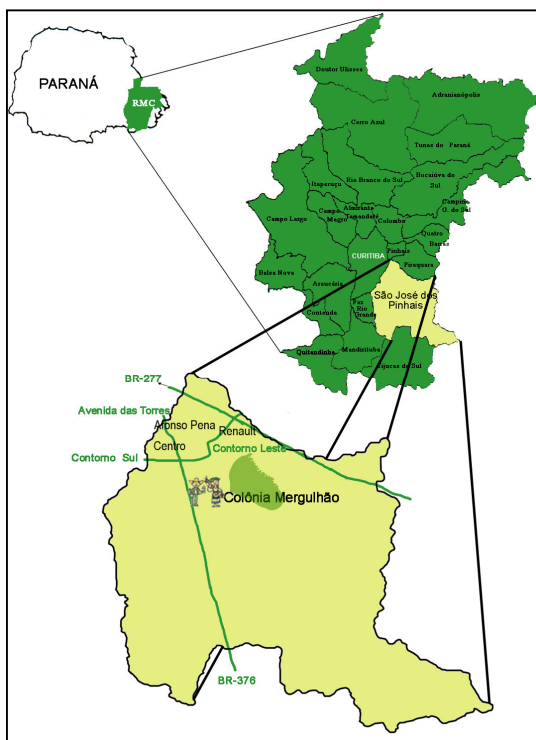 PARANÁ
RMC
Doutor Ulisses
Adrianópolis
Cerro Azul
Tunas do Paraná
Rio Branco do Sul
Bocaiúva do
Sul
Itaperuçu
Campina
G. do Sul
Campo Largo
Campo
Magro
Almirante
Tamandaré
Colombo
Quatro
Barras
CURITIBA
Pinhais
Piraquara
Balsa Nova
Araucária
São José dos
Pinhais
Faz
Rio
Grande
Contenda
Quitandinha
Mandirituba
Tijucas do Sul
BR-277
Avenida das Torres
Afonso Pena
Renault
Centro
Contorno Leste
Contorno Sul
Colônia Mergulhão
BR-376